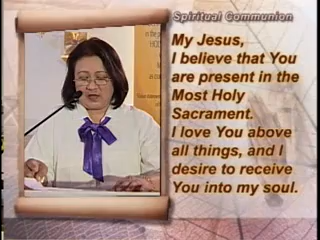 Spiritual Communion
My Jesus,
I believe that You
are present in the
Most Holy
Sacrament.
I love You above
all things, and I
desire to receive
You into my soul.